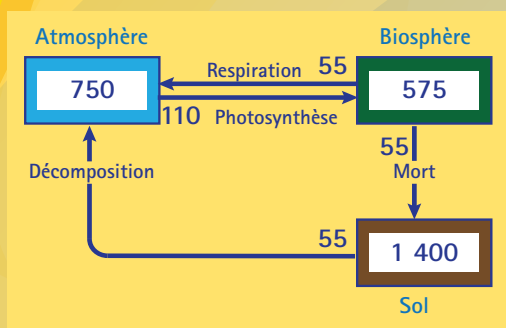 Atmosphère
Biosphère
Respiration 55
750
575
110 Photosynthèse
55
Mort
Décomposition
55
1 400
Sol